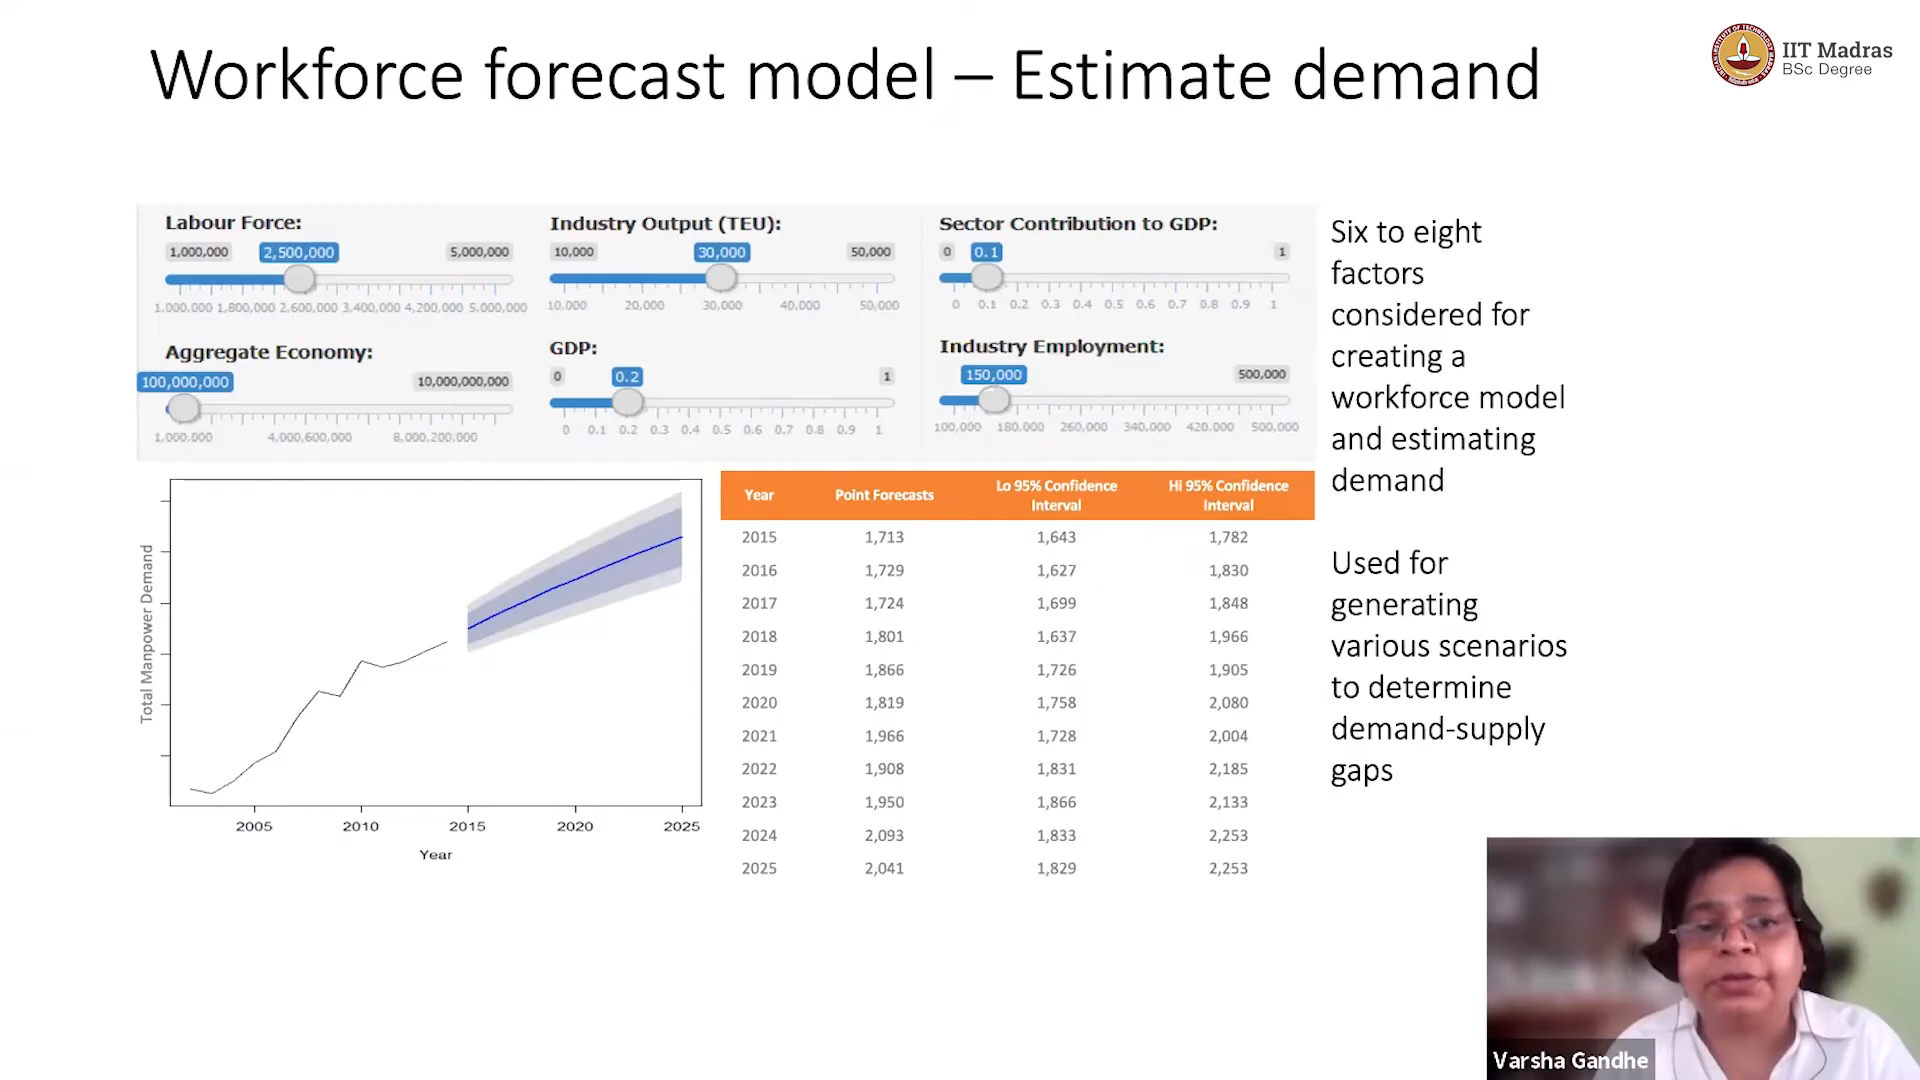 Workforce forecast model – Estimate demand
IIT Madras
BSc Degree
Labour Force:
1,000,000 2,500,000 5,000,000
1,000,000 1,800,000 2,600,000 3,400,000 4,200,000 5,000,000
Industry Output (TEU):
10,000 30,000 50,000
10,000 20,000 30,000 40,000 50,000
Sector Contribution to GDP:
0 0.1 1
0 0.1 0.2 0.3 0.4 0.5 0.6 0.7 0.8 0.9 1
Aggregate Economy:
100,000,000 10,000,000,000
1,000,000 4,000,600,000 8,000,200,000
GDP:
0 0.2 1
0 0.1 0.2 0.3 0.4 0.5 0.6 0.7 0.8 0.9 1
Industry Employment:
150,000 500,000
100,000 180,000 260,000 340,000 420,000 500,000
Six to eight
factors
considered for
creating a
workforce model
and estimating
demand
Used for
generating
various scenarios
to determine
demand-supply
gaps
Total Manpower Demand
2005 2010 2015 2020 2025
Year
Year Point Forecasts Lo 95% Confidence Interval Hi 95% Confidence Interval
2015 1,713 1,643 1,782
2016 1,729 1,627 1,830
2017 1,724 1,699 1,848
2018 1,801 1,637 1,966
2019 1,866 1,726 1,905
2020 1,819 1,758 2,080
2021 1,966 1,728 2,004
2022 1,908 1,831 2,185
2023 1,950 1,866 2,133
2024 2,093 1,833 2,253
2025 2,041 1,829 2,253
Varsha Gandhe